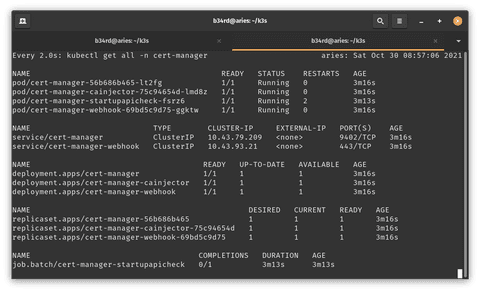 b34rd@aries: ~/k3s
b34rd@aries: ~/k3s
b34rd@aries: ~/k3s
Every 2.0s: kubectl get all -n cert-manager aries: Sat Oct 30 08:57:06 2021
NAME READY STATUS RESTARTS AGE
pod/cert-manager-56b686b465-lt2fg 1/1 Running 0 3m16s
pod/cert-manager-cainjector-75c94654d-lmd8z 1/1 Running 0 3m16s
pod/cert-manager-startupapicheck-fsrz6 1/1 Running 2 3m13s
pod/cert-manager-webhook-69bd5c9d75-ggktw 1/1 Running 0 3m16s
NAME TYPE CLUSTER-IP EXTERNAL-IP PORT(S) AGE
service/cert-manager ClusterIP 10.43.79.209 <none> 9402/TCP 3m16s
service/cert-manager-webhook ClusterIP 10.43.93.21 <none> 443/TCP 3m16s
NAME READY UP-TO-DATE AVAILABLE AGE
deployment.apps/cert-manager 1/1 1 1 3m16s
deployment.apps/cert-manager-cainjector 1/1 1 1 3m16s
deployment.apps/cert-manager-webhook 1/1 1 1 3m16s
NAME DESIRED CURRENT READY AGE
replicaset.apps/cert-manager-56b686b465 1 1 1 3m16s
replicaset.apps/cert-manager-cainjector-75c94654d 1 1 1 3m16s
replicaset.apps/cert-manager-webhook-69bd5c9d75 1 1 1 3m16s
NAME COMPLETIONS DURATION AGE
job.batch/cert-manager-startupapicheck 0/1 3m13s 3m13s